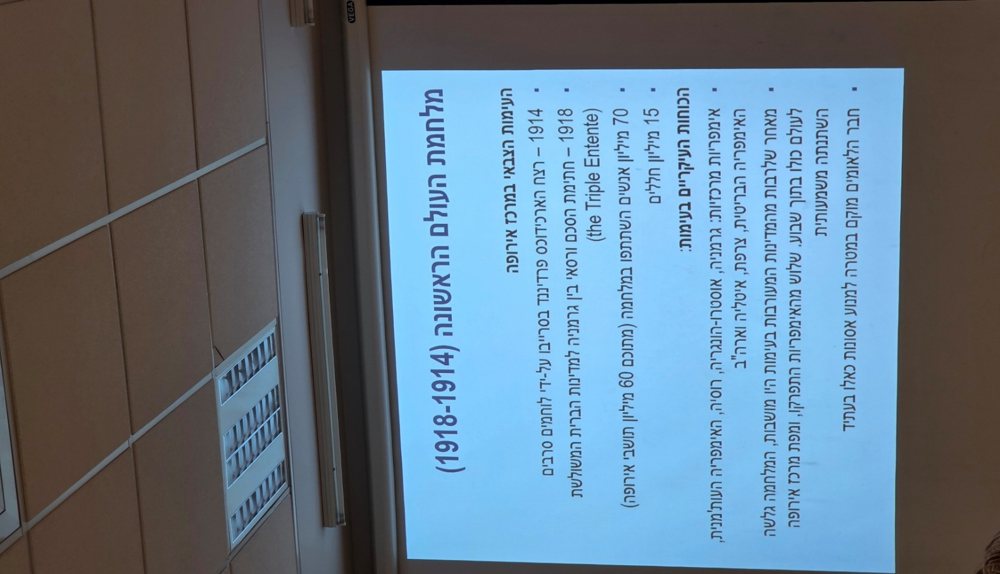 VEGA
מלחמת העולם הראשונה (1918-1914)
העימות הצבאי במרכז אירופה
▪ 1914 – רצח הארכידוכס פרדיננד בסרייבו על-ידי לוחמים סרבים
▪ 1918 – חתימת הסכם ורסאי בין גרמניה למדינות הברית המשולשת
(the Triple Entente)
▪ 70 מיליון אנשים השתתפו במלחמה (מתוכם 60 מיליון תושבי אירופה)
▪ 15 מיליון חללים
הכוחות העיקריים בעימות:
▪ אימפריות מרכזיות: גרמניה, אוסטרו-הונגריה, רוסיה, האימפריה העות'מנית,
האימפריה הבריטית, צרפת, איטליה וארה"ב
▪ מאחר שלרבות מהמדינות המעורבות בעימות היו מושבות, המלחמה גלשה
לעולם כולו בתוך שבוע. שלוש מהאימפריות התפרקו, ומפת מרכז אירופה
השתנתה משמעותית
▪ חבר הלאומים מוקם במטרה למנוע אסונות כאלו בעתיד